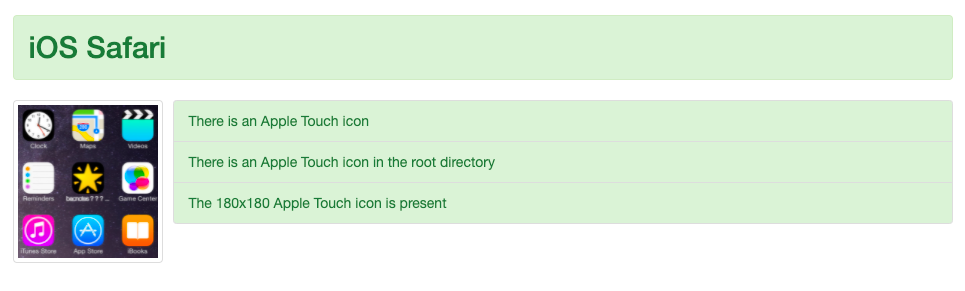 iOS Safari
There is an Apple Touch icon
There is an Apple Touch icon in the root directory
The 180x180 Apple Touch icon is present
Clock Maps Videos
Reminders Game Center
iTunes Store App Store iBooks